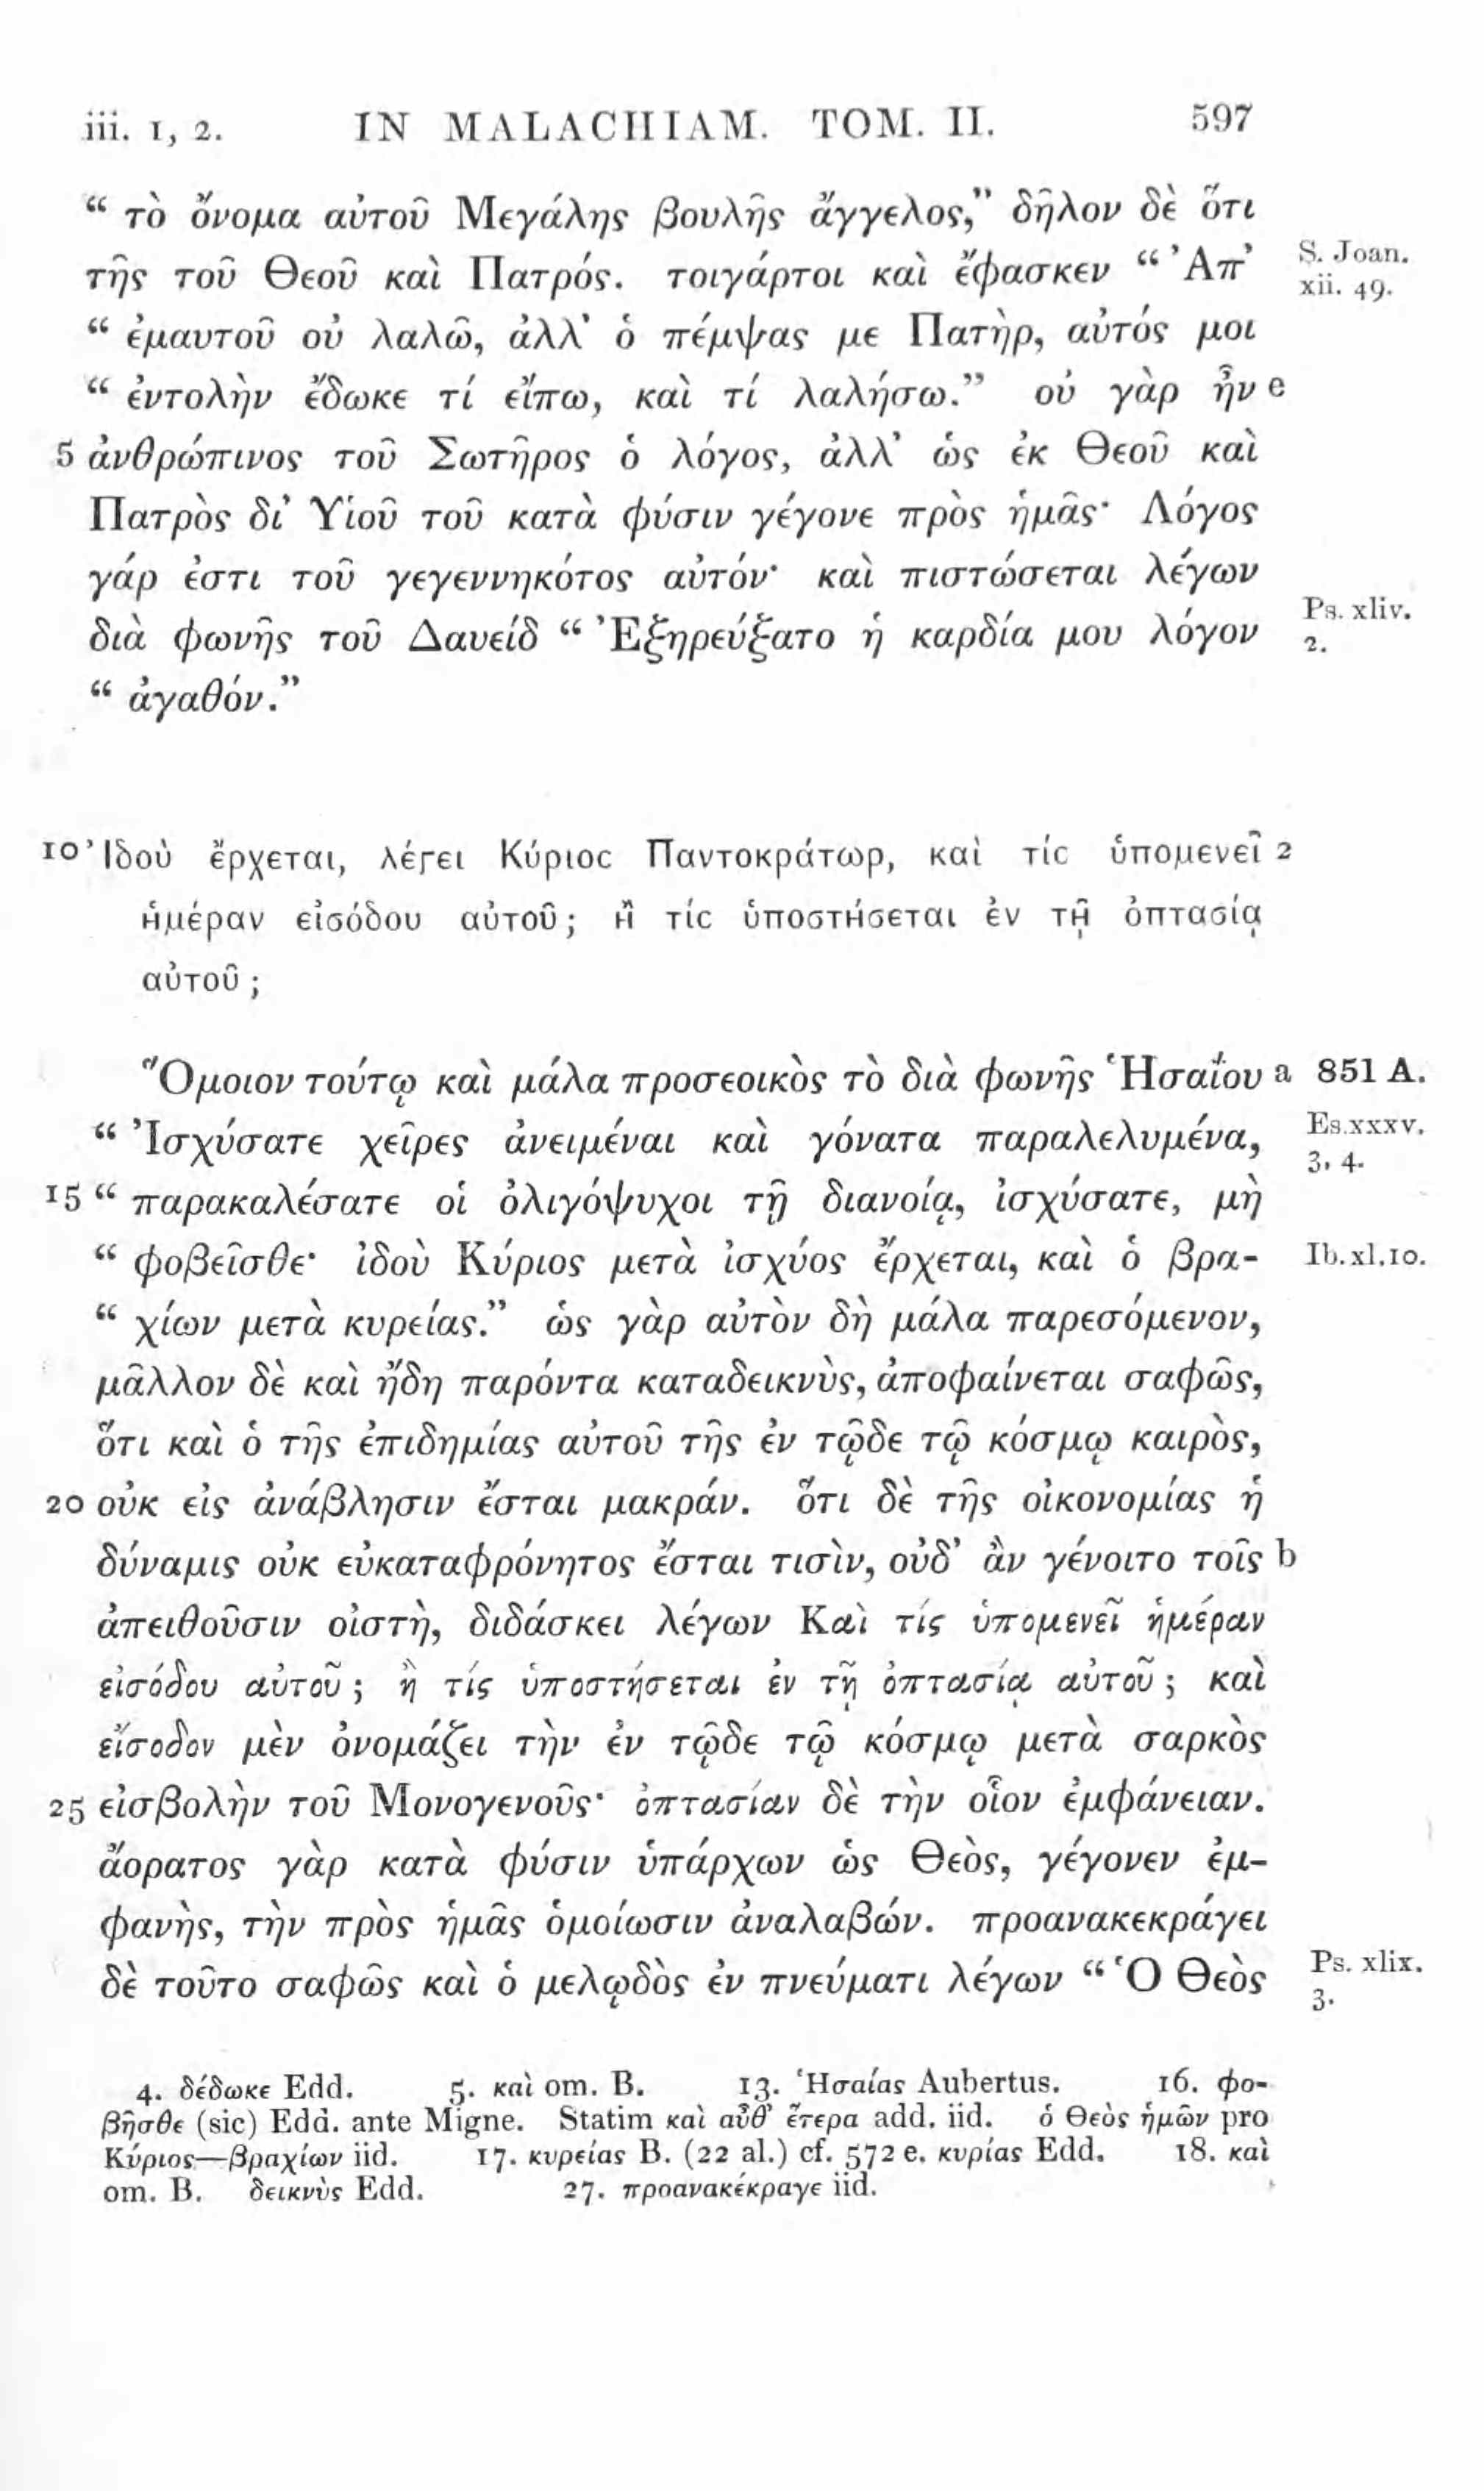 iii. 1, 2. IN MALACHIAM. TOM. II. 597
“ τὸ ὄνομα αὐτοῦ Μεγάλης βουλῆς ἄγγελος,” δῆλον δὲ ὅτι
τῆς τοῦ Θεοῦ καὶ Πατρός. τοιγάρτοι καὶ ἔφασκεν “ Ἀπ’ S. Joan. xii. 49.
“ ἐμαυτοῦ οὐ λαλῶ, ἀλλ’ ὁ πέμψας με Πατὴρ, αὐτός μοι
“ ἐντολὴν ἔδωκε τί εἴπω, καὶ τί λαλήσω.” οὐ γὰρ ἦν e
5 ἀνθρώπινος τοῦ Σωτῆρος ὁ λόγος, ἀλλ’ ὡς ἐκ Θεοῦ καὶ
Πατρὸς δι’ Υἱοῦ τοῦ κατὰ φύσιν γέγονε πρὸς ἡμᾶς· Λόγος
γάρ ἐστι τοῦ γεγεννηκότος αὐτόν· καὶ πιστώσεται λέγων
διὰ φωνῆς τοῦ Δαυείδ “ Ἐξηρεύξατο ἡ καρδία μου λόγον Ps. xliv. 2.
“ ἀγαθόν.”
10 Ἰδοὺ ἔρχεται, λέγει Κύριος Παντοκράτωρ, καὶ τίς ὑπομενεῖ 2
ἡμέραν εἰσόδου αὐτοῦ; ἢ τίς ὑποστήσεται ἐν τῇ ὀπτασίᾳ
αὐτοῦ;
Ὅμοιον τούτῳ καὶ μάλα προσεοικὸς τὸ διὰ φωνῆς Ἡσαΐου a 851 A.
“ Ἰσχύσατε χεῖρες ἀνειμέναι καὶ γόνατα παραλελυμένα, Es. xxxv. 3, 4.
15 “ παρακαλέσατε οἱ ὀλιγόψυχοι τῇ διανοίᾳ, ἰσχύσατε, μὴ
“ φοβεῖσθε· ἰδοὺ Κύριος μετὰ ἰσχύος ἔρχεται, καὶ ὁ βρα- Ib. xl. 10.
“ χίων μετὰ κυρείας.” ὡς γὰρ αὐτὸν δὴ μάλα παρεσόμενον,
μᾶλλον δὲ καὶ ἤδη παρόντα καταδεικνὺς, ἀποφαίνεται σαφῶς,
ὅτι καὶ ὁ τῆς ἐπιδημίας αὐτοῦ τῆς ἐν τῷδε τῷ κόσμῳ καιρὸς,
20 οὐκ εἰς ἀνάβλησιν ἔσται μακράν. ὅτι δὲ τῆς οἰκονομίας ἡ
δύναμις οὐκ εὐκαταφρόνητος ἔσται τισὶν, οὐδ’ ἂν γένοιτο τοῖς b
ἀπειθοῦσιν οἰστὴ, διδάσκει λέγων Καὶ τίς ὑπομενεῖ ἡμέραν
εἰσόδου αὐτοῦ; ἢ τίς ὑποστήσεται ἐν τῇ ὀπτασίᾳ αὐτοῦ; καὶ
εἴσοδον μὲν ὀνομάζει τὴν ἐν τῷδε τῷ κόσμῳ μετὰ σαρκὸς
25 εἰσβολὴν τοῦ Μονογενοῦς· ὀπτασίαν δὲ τὴν οἷον ἐμφάνειαν.
ἄορατος γὰρ κατὰ φύσιν ὑπάρχων ὡς Θεὸς, γέγονεν ἐμ-
φανὴς, τὴν πρὸς ἡμᾶς ὁμοίωσιν ἀναλαβών. προανακεκράγει
δὲ τοῦτο σαφῶς καὶ ὁ μελῳδὸς ἐν πνεύματι λέγων “ Ὁ Θεὸς Ps. xlix. 3.
4. δέδωκε Edd. 5. καὶ om. B. 13. Ἡσαίας Aubertus. 16. φο-
βῆσθε (sic) Edd. ante Migne. Statim καὶ αὖθ’ ἕτερα add. iid. ὁ Θεὸς ἡμῶν pro
Κύριος—βραχίων iid. 17. κυρείας B. (22 al.) cf. 572 e. κυρίας Edd. 18. καὶ
om. B. δεικνὺς Edd. 27. προανακέκραγε iid.